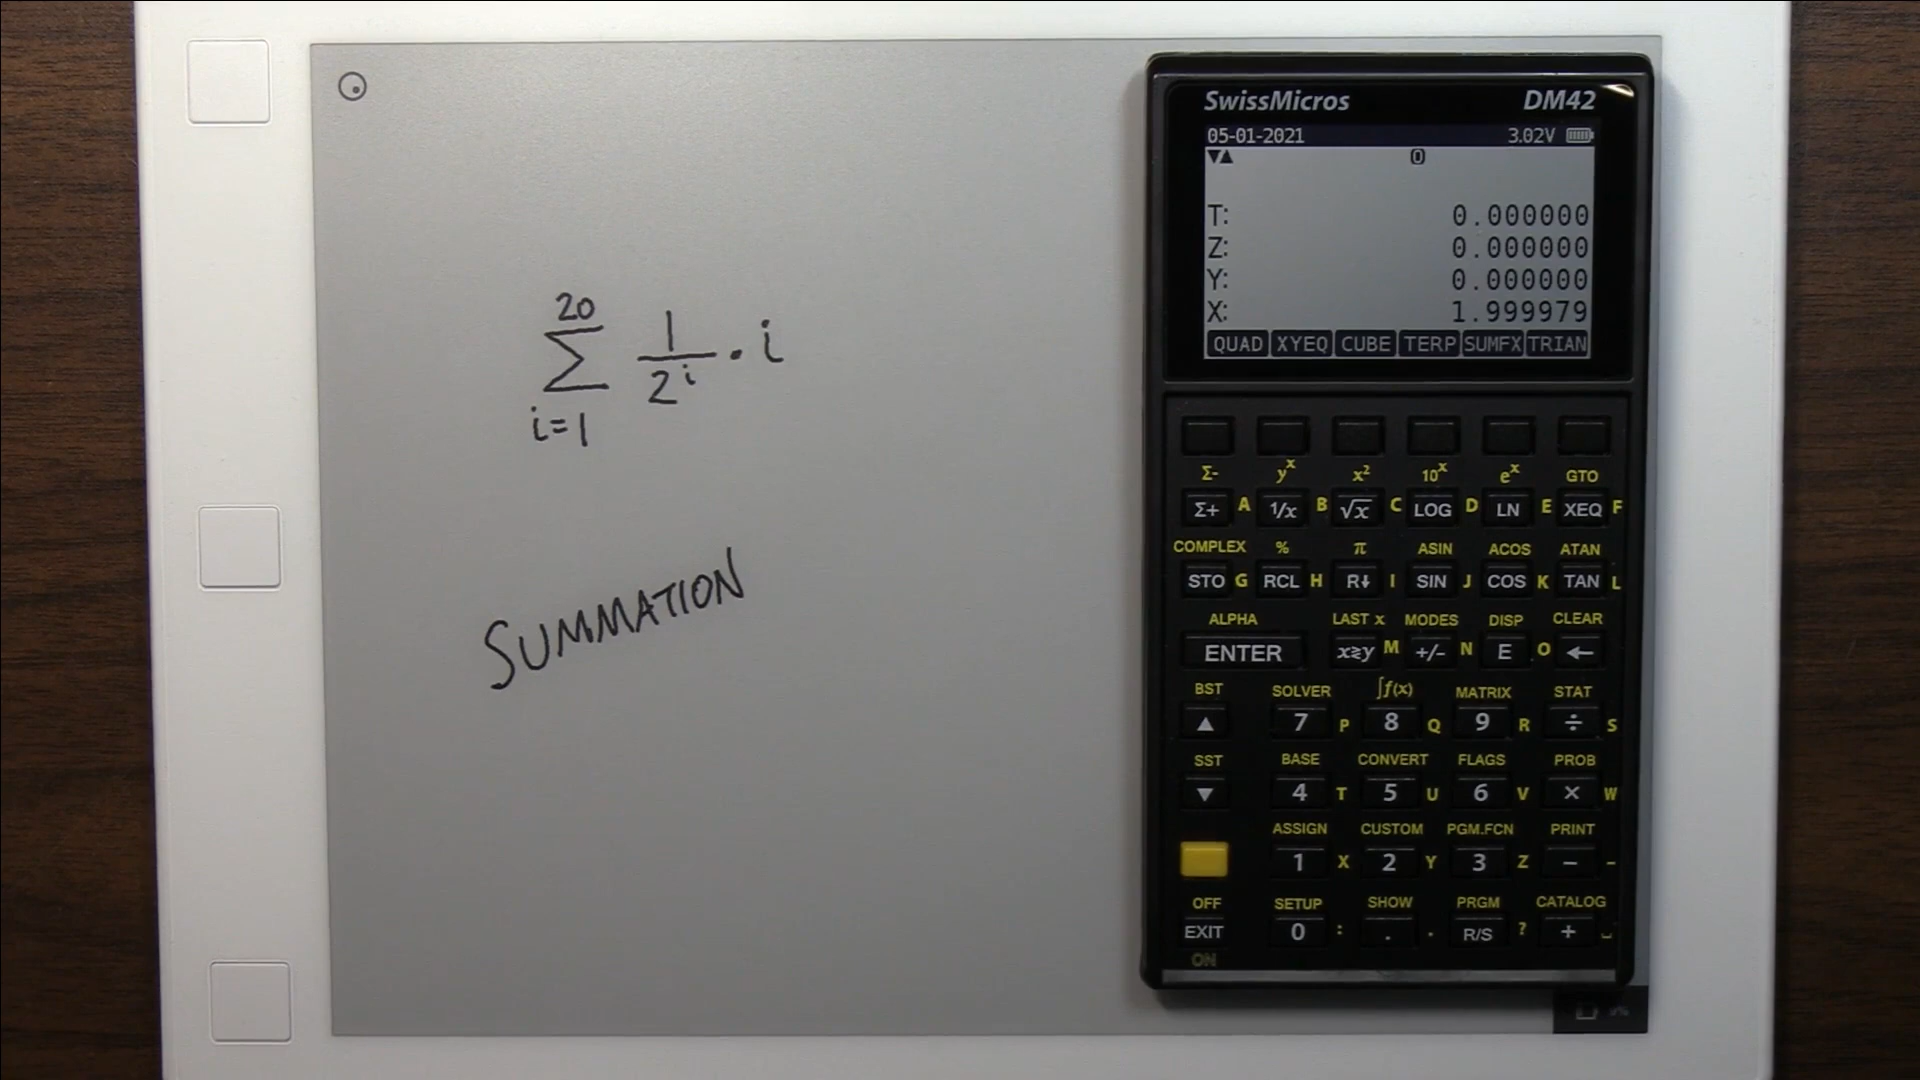 20
∑ 1/2^i · i
i=1
SUMMATION
SwissMicros DM42
05-01-2021 3.02V
▼▲ 0
T: 0.000000
Z: 0.000000
Y: 0.000000
X: 1.999979
QUAD XYEQ CUBE TERP SUMFX TRIAN
Σ- y^x x² 10^x e^x GTO
Σ+ A 1/x B √x C LOG D LN E XEQ F
COMPLEX % π ASIN ACOS ATAN
STO G RCL H R↓ I SIN J COS K TAN L
ALPHA LAST x MODES DISP CLEAR
ENTER x≷y M +/- N E O ←
BST SOLVER ∫f(x) MATRIX STAT
▲ 7 P 8 Q 9 R ÷ S
SST BASE CONVERT FLAGS PROB
▼ 4 T 5 U 6 V × W
ASSIGN CUSTOM PGM.FCN PRINT
1 X 2 Y 3 Z − -
OFF SETUP SHOW PRGM CATALOG
EXIT 0 : . . R/S ? + ␣
ON